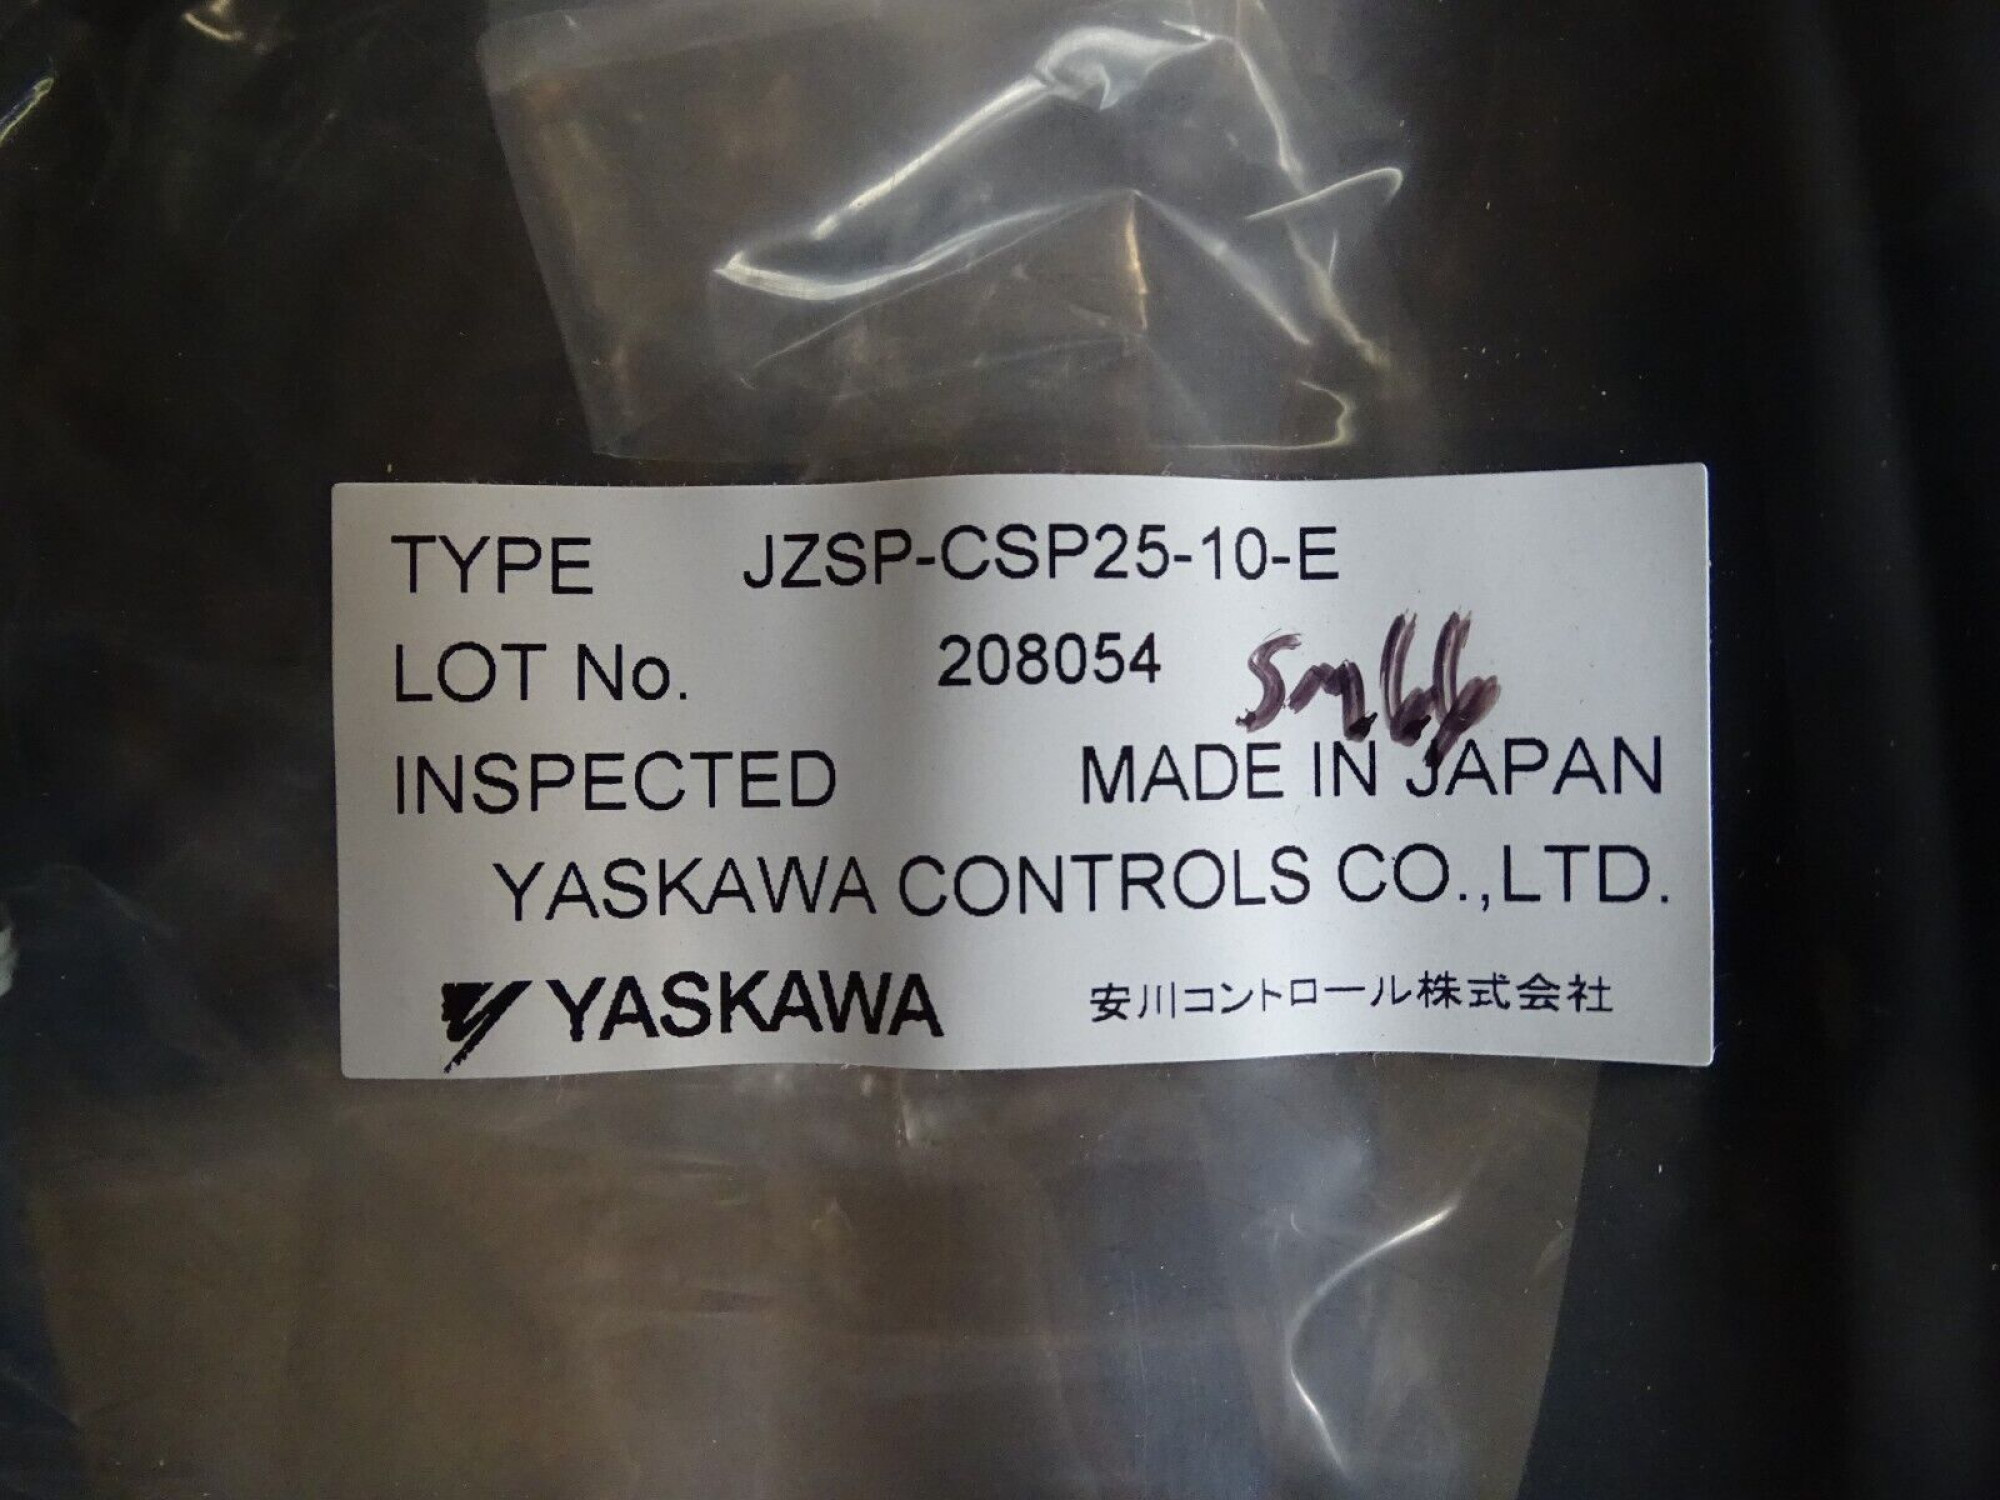 TYPE JZSP-CSP25-10-E
LOT No. 208054
INSPECTED MADE IN JAPAN
YASKAWA CONTROLS CO.,LTD.
YASKAWA 安川コントロール株式会社